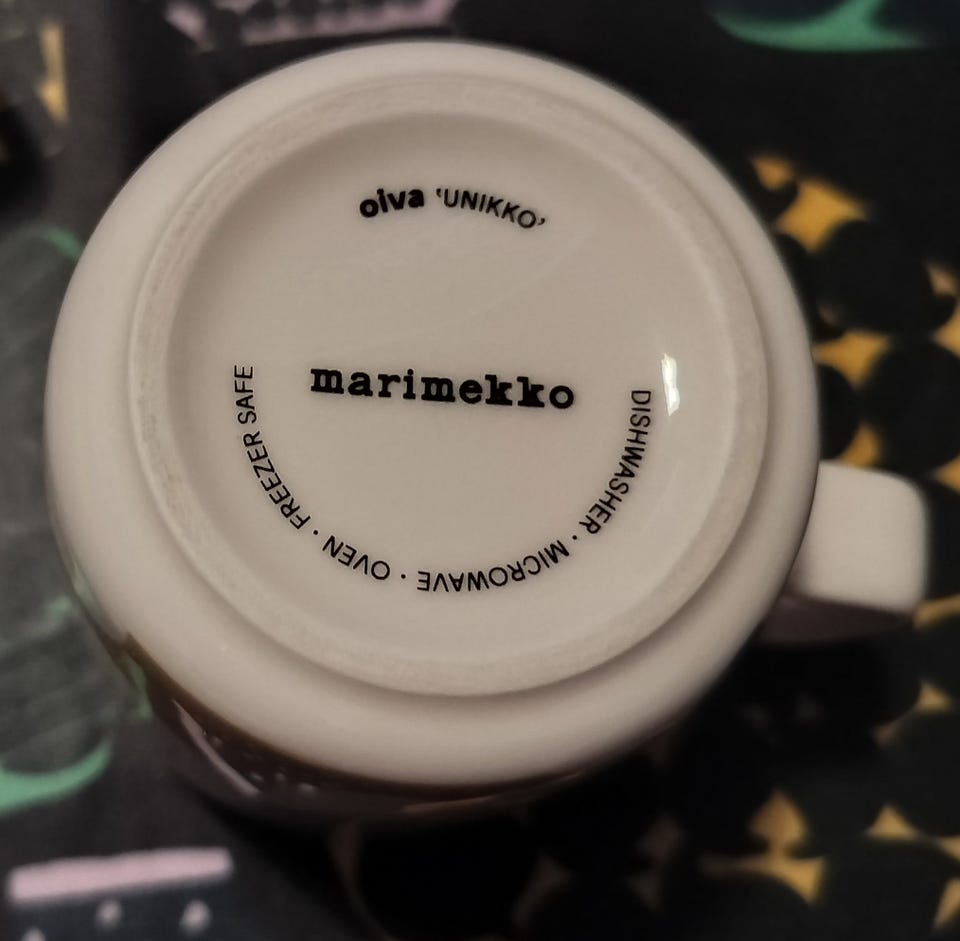 oiva ‘UNIKKO’
marimekko
DISHWASHER · MICROWAVE · OVEN · FREEZER SAFE